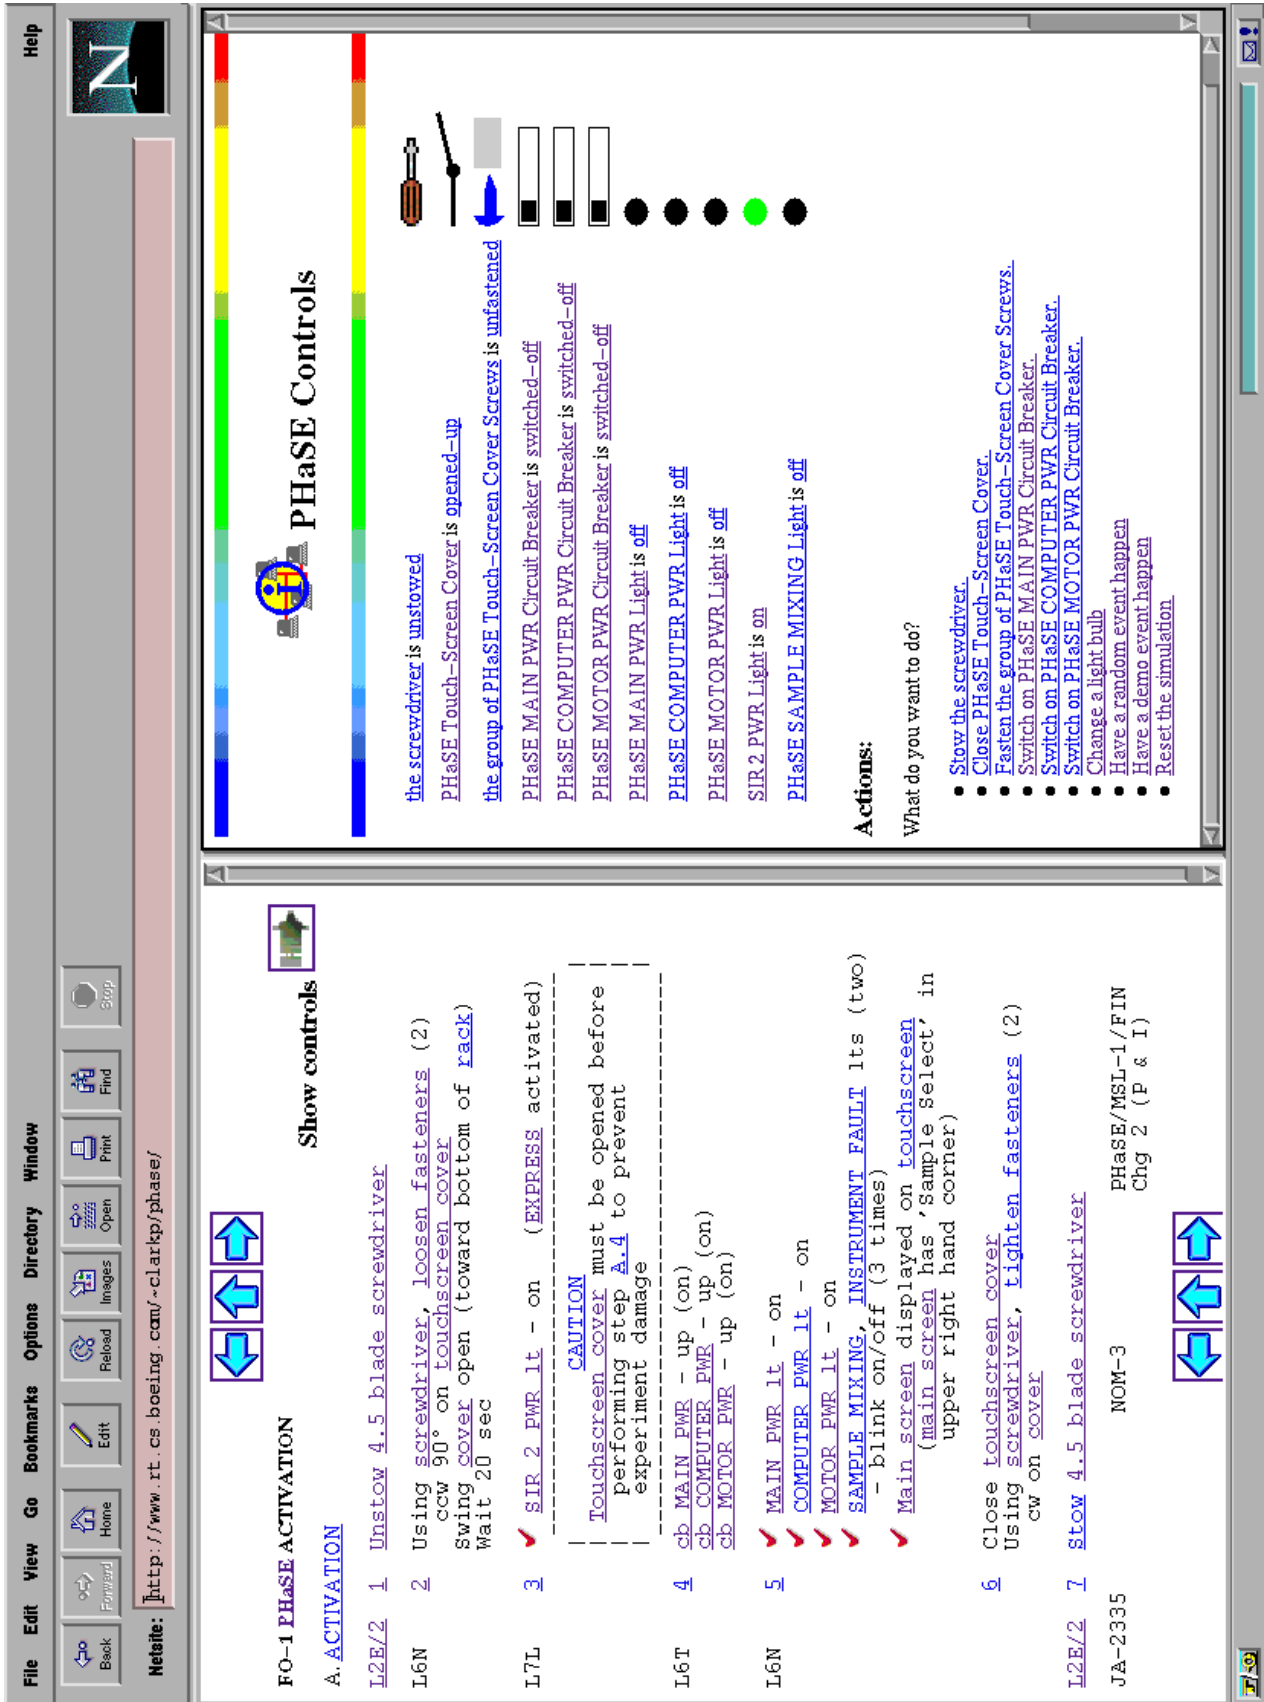 File Edit View Go Bookmarks Options Directory Window Help
Back Forward Home Edit Reload Images Open Print Find Stop
N
Netsite: http://www.rt.cs.boeing.com/~clarkp/phase/
FO-1 PHaSE ACTIVATION
Show controls
A. ACTIVATION
L2E/2 1 Unstow 4.5 blade screwdriver
L6N 2 Using screwdriver, loosen fasteners (2)
ccw 90° on touchscreen cover
Swing cover open (toward bottom of rack)
Wait 20 sec
L7L 3 SIR 2 PWR lt - on (EXPRESS activated)
CAUTION
Touchscreen cover must be opened before
performing step A.4 to prevent
experiment damage
L6T 4 cb MAIN PWR - up (on)
cb COMPUTER PWR - up (on)
cb MOTOR PWR - up (on)
L6N 5 MAIN PWR lt - on
COMPUTER PWR lt - on
MOTOR PWR lt - on
SAMPLE MIXING, INSTRUMENT FAULT lts (two)
- blink on/off (3 times)
Main screen displayed on touchscreen
(main screen has 'Sample Select' in
upper right hand corner)
6 Close touchscreen cover
Using screwdriver, tighten fasteners (2)
cw on cover
L2E/2 7 Stow 4.5 blade screwdriver
JA-2335 NOM-3 PHaSE/MSL-1/FIN
Chg 2 (P & I)
PHaSE Controls
the screwdriver is unstowed
PHaSE Touch-Screen Cover is opened-up
the group of PHaSE Touch-Screen Cover Screws is unfastened
PHaSE MAIN PWR Circuit Breaker is switched-off
PHaSE COMPUTER PWR Circuit Breaker is switched-off
PHaSE MOTOR PWR Circuit Breaker is switched-off
PHaSE MAIN PWR Light is off
PHaSE COMPUTER PWR Light is off
PHaSE MOTOR PWR Light is off
SIR2 PWR Light is on
PHaSE SAMPLE MIXING Light is off
Actions:
What do you want to do?
Stow the screwdriver.
Close PHaSE Touch-Screen Cover.
Fasten the group of PHaSE Touch-Screen Cover Screws.
Switch on PHaSE MAIN PWR Circuit Breaker.
Switch on PHaSE COMPUTER PWR Circuit Breaker.
Switch on PHaSE MOTOR PWR Circuit Breaker.
Change a light bulb
Have a random event happen
Have a demo event happen
Reset the simulation